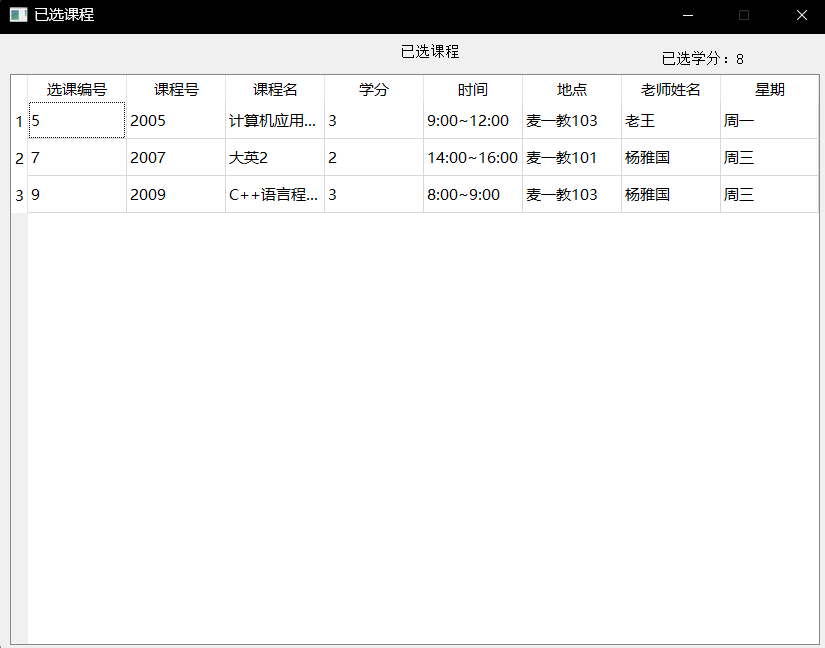 已选课程
已选课程
已选学分：8
选课编号 课程号 课程名 学分 时间 地点 老师姓名 星期
1 5 2005 计算机应用... 3 9:00~12:00 麦一教103 老王 周一
2 7 2007 大英2 2 14:00~16:00 麦一教101 杨雅国 周三
3 9 2009 C++语言程... 3 8:00~9:00 麦一教103 杨雅国 周三